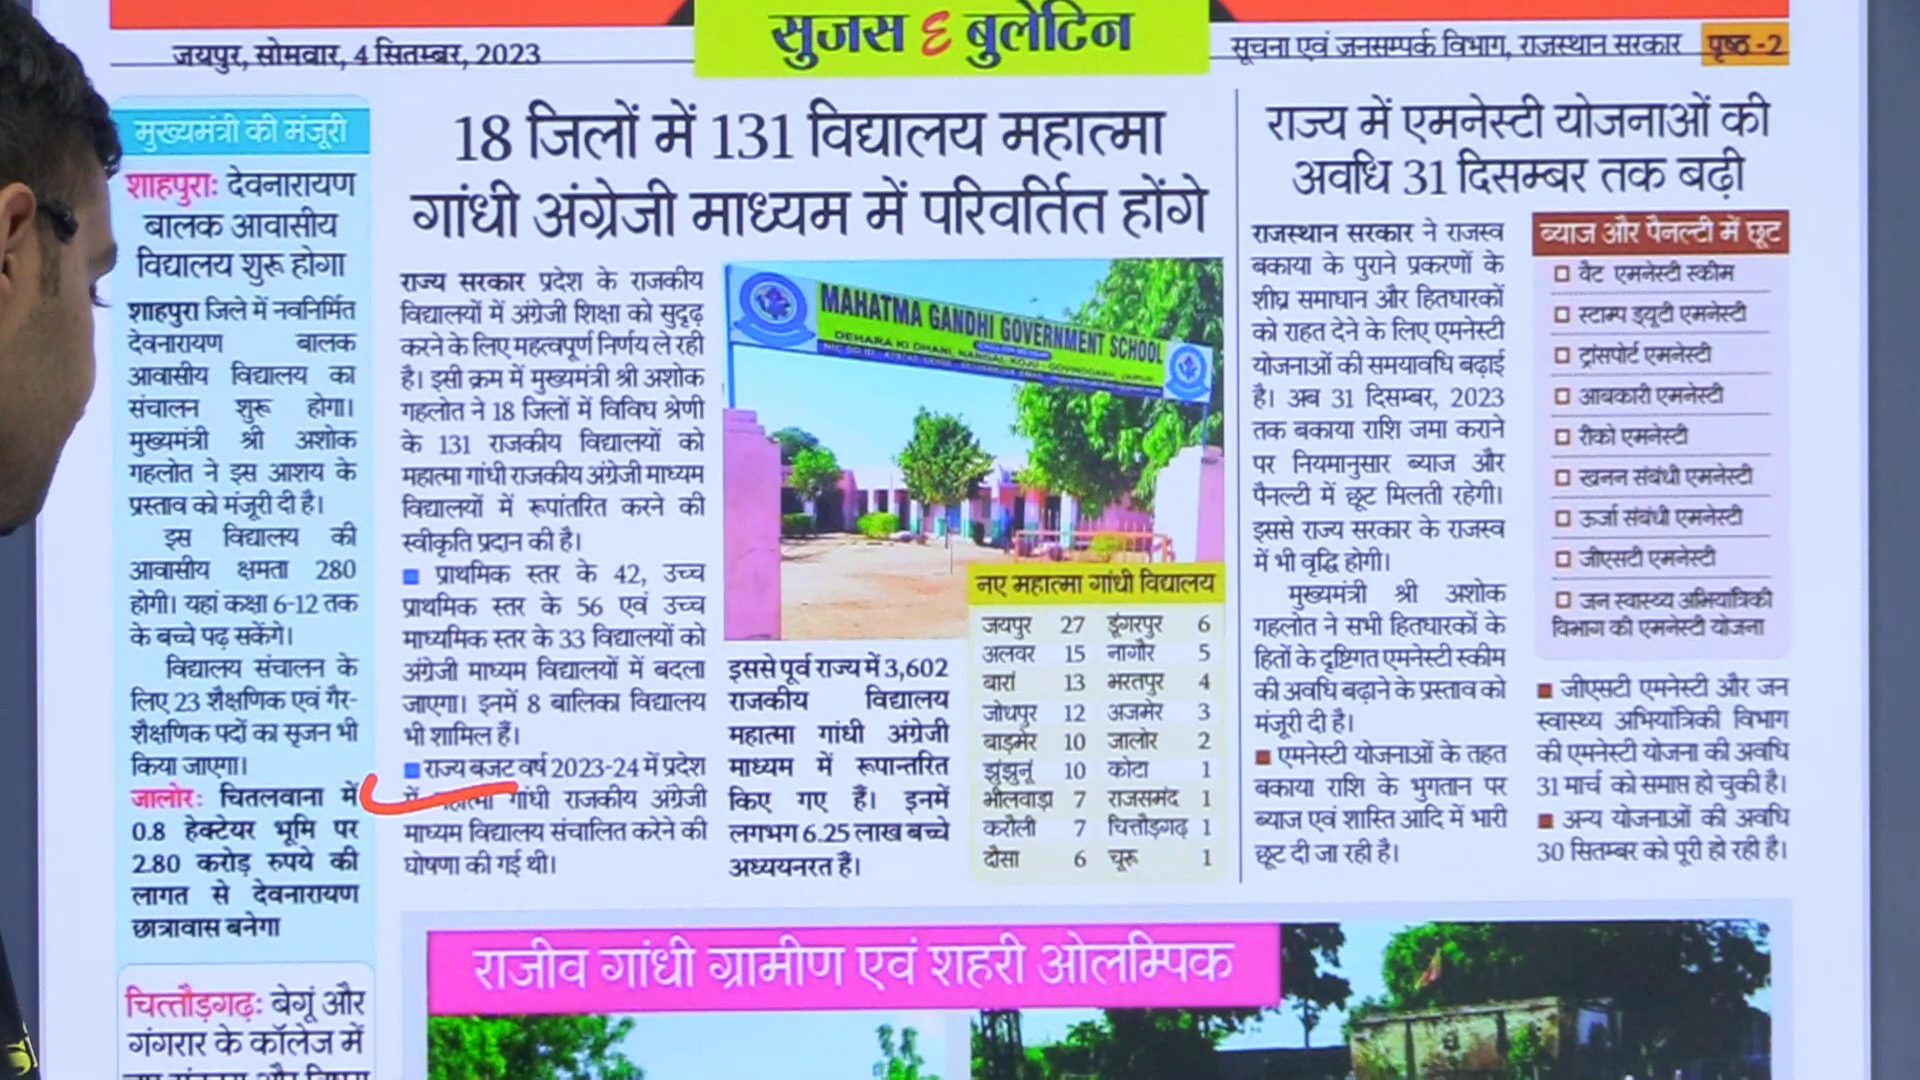 जयपुर, सोमवार, 4 सितम्बर, 2023
सुजस e बुलेटिन
सूचना एवं जनसम्पर्क विभाग, राजस्थान सरकार
पृष्ठ -2
मुख्यमंत्री की मंजूरी
शाहपुराः देवनारायण
बालक आवासीय
विद्यालय शुरू होगा
शाहपुरा जिले में नवनिर्मित
देवनारायण बालक
आवासीय विद्यालय का
संचालन शुरू होगा।
मुख्यमंत्री श्री अशोक
गहलोत ने इस आशय के
प्रस्ताव को मंजूरी दी है।
इस विद्यालय की
आवासीय क्षमता 280
होगी। यहां कक्षा 6-12 तक
के बच्चे पढ़ सकेंगे।
विद्यालय संचालन के
लिए 23 शैक्षणिक एवं गैर-
शैक्षणिक पदों का सृजन भी
किया जाएगा।
जालोरः चितलवाना में
0.8 हेक्टेयर भूमि पर
2.80 करोड़ रुपये की
लागत से देवनारायण
छात्रावास बनेगा
चित्तौड़गढ़ः बेगूं और
गंगरार के कॉलेज में
18 जिलों में 131 विद्यालय महात्मा
गांधी अंग्रेजी माध्यम में परिवर्तित होंगे
राज्य सरकार प्रदेश के राजकीय
विद्यालयों में अंग्रेजी शिक्षा को सुदृढ़
करने के लिए महत्वपूर्ण निर्णय ले रही
है। इसी क्रम में मुख्यमंत्री श्री अशोक
गहलोत ने 18 जिलों में विविध श्रेणी
के 131 राजकीय विद्यालयों को
महात्मा गांधी राजकीय अंग्रेजी माध्यम
विद्यालयों में रूपांतरित करने की
स्वीकृति प्रदान की है।
■ प्राथमिक स्तर के 42, उच्च
प्राथमिक स्तर के 56 एवं उच्च
माध्यमिक स्तर के 33 विद्यालयों को
अंग्रेजी माध्यम विद्यालयों में बदला
जाएगा। इनमें 8 बालिका विद्यालय
भी शामिल हैं।
■ राज्य बजट वर्ष 2023-24 में प्रदेश
में महात्मा गांधी राजकीय अंग्रेजी
माध्यम विद्यालय संचालित करेने की
घोषणा की गई थी।
MAHATMA GANDHI GOVERNMENT SCHOOL
DEHARA KI DHANI, NANGAL KOJU, GOVINDGARH, JAIPUR
इससे पूर्व राज्य में 3,602
राजकीय विद्यालय
महात्मा गांधी अंग्रेजी
माध्यम में रूपान्तरित
किए गए हैं। इनमें
लगभग 6.25 लाख बच्चे
अध्ययनरत हैं।
नए महात्मा गांधी विद्यालय
जयपुर 27 डूंगरपुर 6
अलवर 15 नागौर 5
बारां 13 भरतपुर 4
जोधपुर 12 अजमेर 3
बाड़मेर 10 जालोर 2
झुंझुनूं 10 कोटा 1
भीलवाड़ा 7 राजसमंद 1
करौली 7 चित्तौड़गढ़ 1
दौसा 6 चूरू 1
राज्य में एमनेस्टी योजनाओं की
अवधि 31 दिसम्बर तक बढ़ी
राजस्थान सरकार ने राजस्व
बकाया के पुराने प्रकरणों के
शीघ्र समाधान और हितधारकों
को राहत देने के लिए एमनेस्टी
योजनाओं की समयावधि बढ़ाई
है। अब 31 दिसम्बर, 2023
तक बकाया राशि जमा कराने
पर नियमानुसार ब्याज और
पैनल्टी में छूट मिलती रहेगी।
इससे राज्य सरकार के राजस्व
में भी वृद्धि होगी।
मुख्यमंत्री श्री अशोक
गहलोत ने सभी हितधारकों के
हितों के दृष्टिगत एमनेस्टी स्कीम
की अवधि बढ़ाने के प्रस्ताव को
मंजूरी दी है।
■ एमनेस्टी योजनाओं के तहत
बकाया राशि के भुगतान पर
ब्याज एवं शास्ति आदि में भारी
छूट दी जा रही है।
ब्याज और पैनल्टी में छूट
वैट एमनेस्टी स्कीम
स्टाम्प ड्यूटी एमनेस्टी
ट्रांसपोर्ट एमनेस्टी
आबकारी एमनेस्टी
रीको एमनेस्टी
खनन संबंधी एमनेस्टी
ऊर्जा संबंधी एमनेस्टी
जीएसटी एमनेस्टी
जन स्वास्थ्य अभियांत्रिकी
विभाग की एमनेस्टी योजना
■ जीएसटी एमनेस्टी और जन
स्वास्थ्य अभियांत्रिकी विभाग
की एमनेस्टी योजना की अवधि
31 मार्च को समाप्त हो चुकी है।
■ अन्य योजनाओं की अवधि
30 सितम्बर को पूरी हो रही है।
राजीव गांधी ग्रामीण एवं शहरी ओलम्पिक